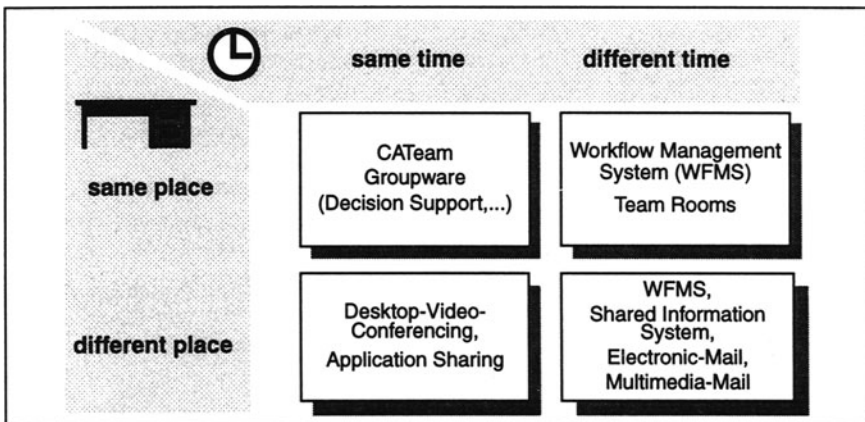 same time
different time
same place
CATeam
Groupware
(Decision Support,...)
Workflow Management
System (WFMS)
Team Rooms
different place
Desktop-Video-
Conferencing,
Application Sharing
WFMS,
Shared Information
System,
Electronic-Mail,
Multimedia-Mail